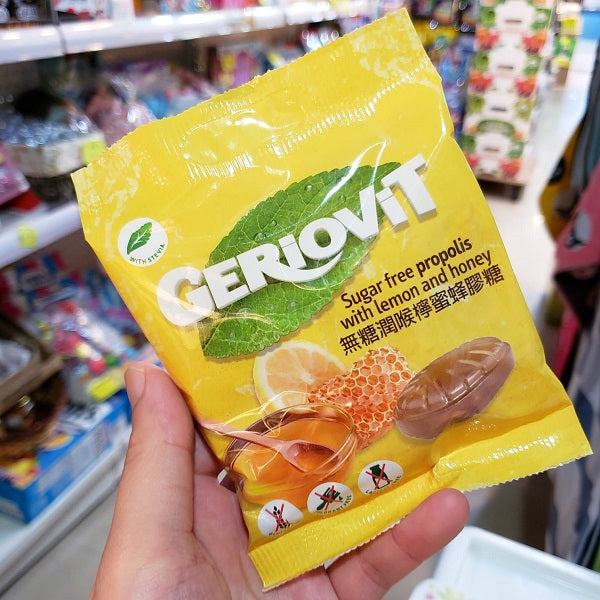 WITH STEVIA
GERiOViT
Sugar free propolis
with lemon and honey
無糖潤喉檸蜜蜂膠糖